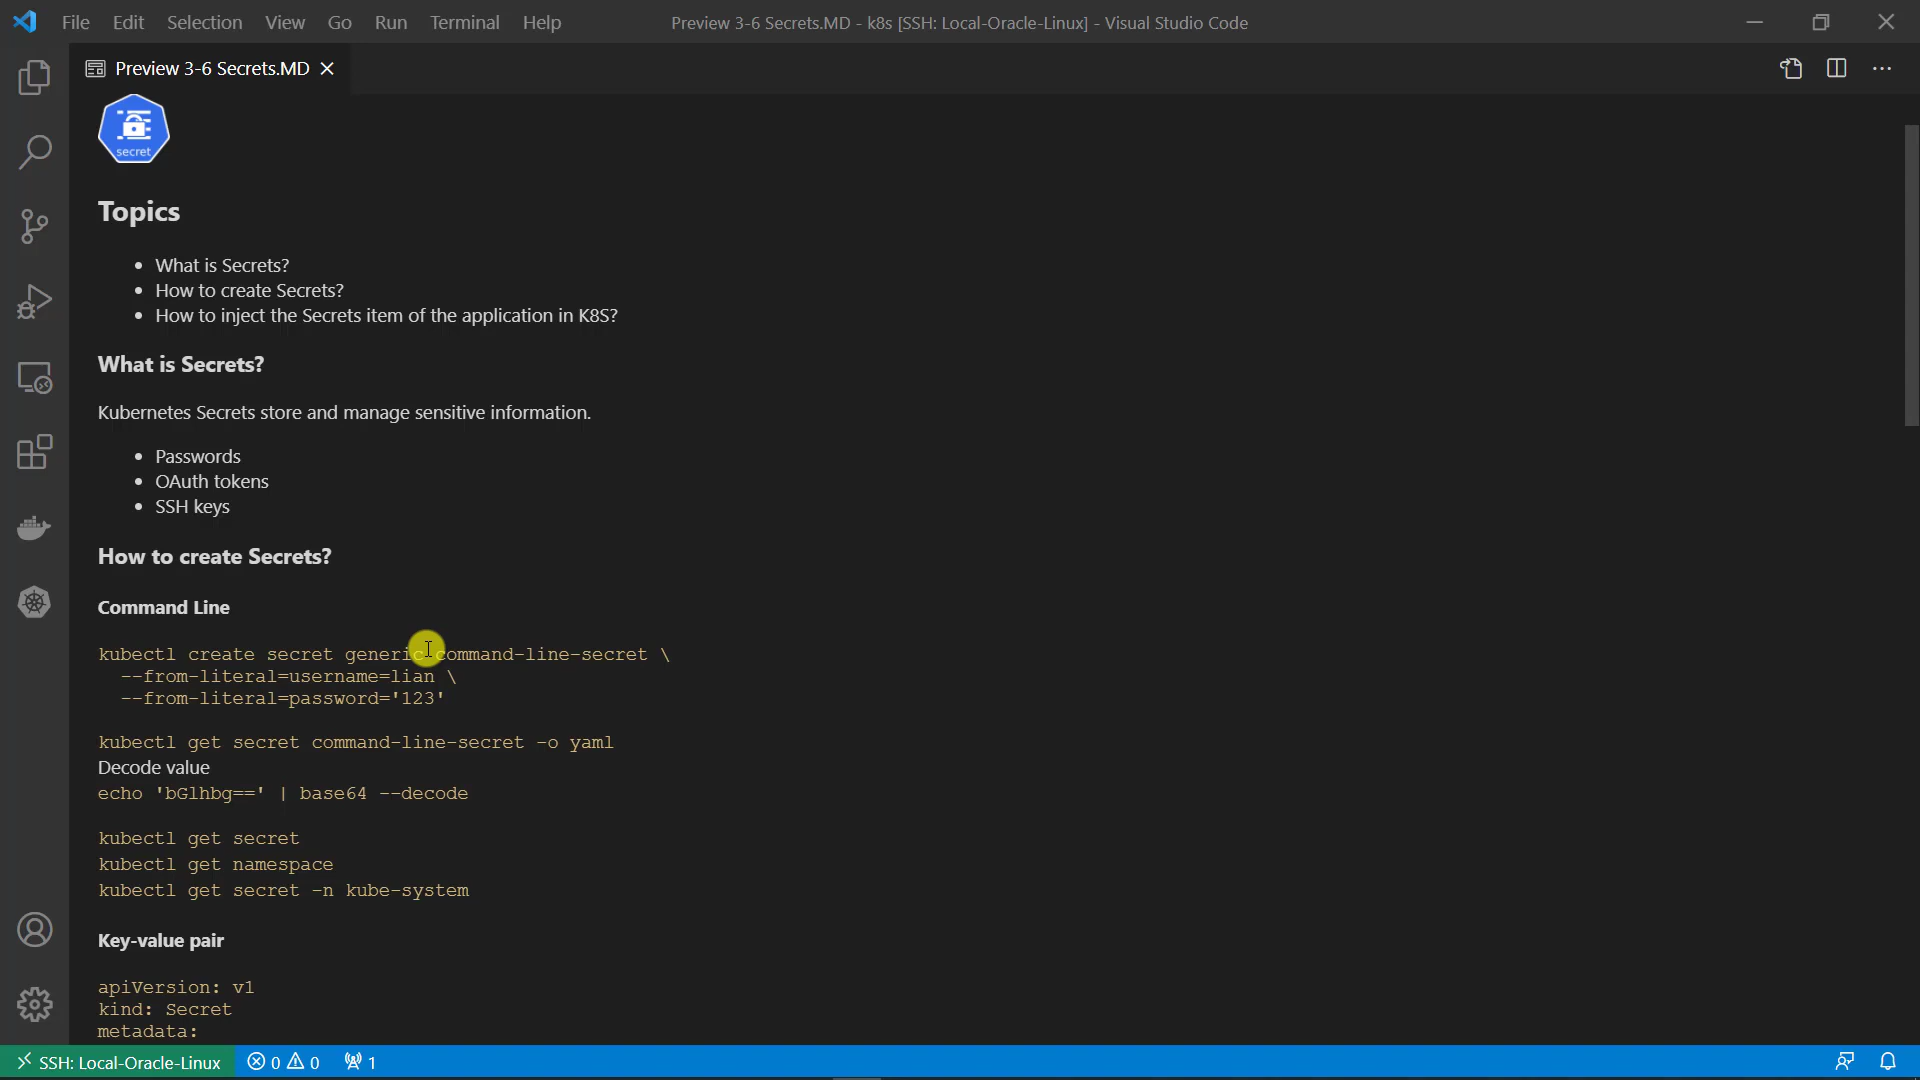 File Edit Selection View Go Run Terminal Help Preview 3-6 Secrets.MD - k8s [SSH: Local-Oracle-Linux] - Visual Studio Code
Preview 3-6 Secrets.MD
secret
Topics
• What is Secrets?
• How to create Secrets?
• How to inject the Secrets item of the application in K8S?
What is Secrets?
Kubernetes Secrets store and manage sensitive information.
• Passwords
• OAuth tokens
• SSH keys
How to create Secrets?
Command Line
kubectl create secret generic command-line-secret \
--from-literal=username=lian \
--from-literal=password='123'
kubectl get secret command-line-secret -o yaml
Decode value
echo 'bGlhbg==' | base64 --decode
kubectl get secret
kubectl get namespace
kubectl get secret -n kube-system
Key-value pair
apiVersion: v1
kind: Secret
metadata:
SSH: Local-Oracle-Linux 0 0 1